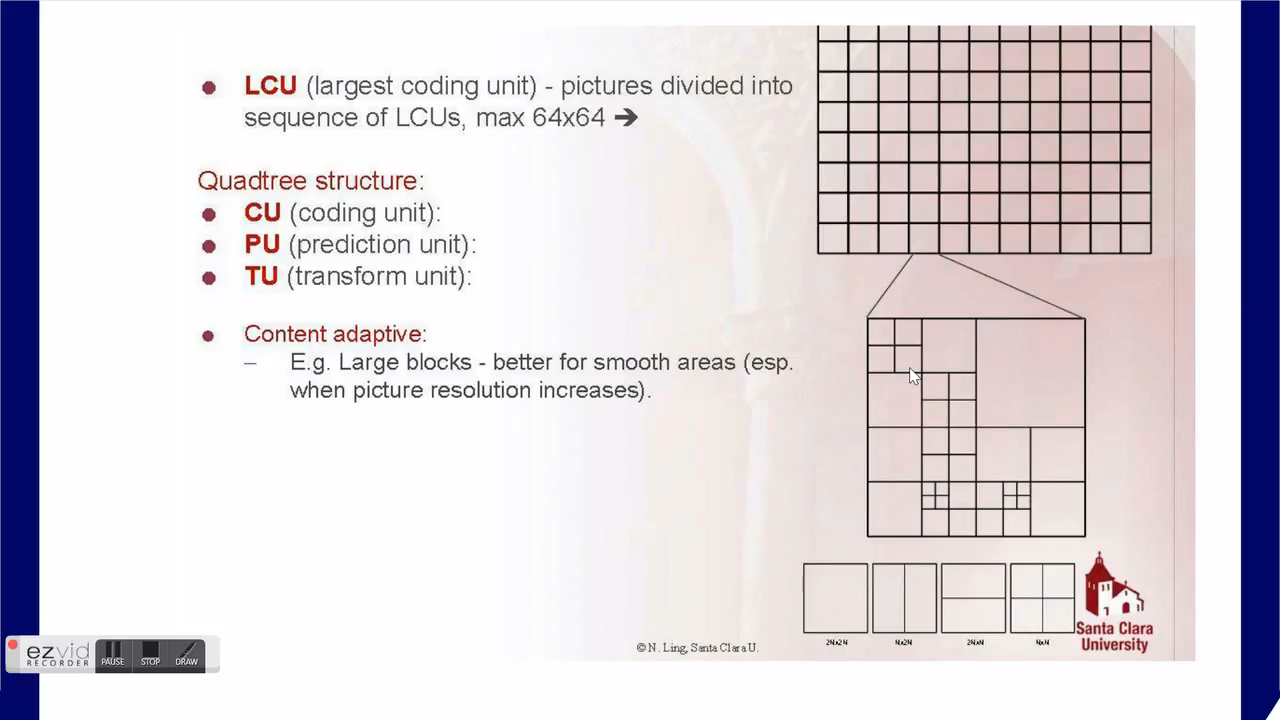 LCU (largest coding unit) - pictures divided into
sequence of LCUs, max 64x64 ➔
Quadtree structure:
CU (coding unit):
PU (prediction unit):
TU (transform unit):
Content adaptive:
– E.g. Large blocks - better for smooth areas (esp.
when picture resolution increases).
2Nx2N Nx2N 2NxN NxN
Santa Clara
University
© N. Ling, Santa Clara U.
ezvid
RECORDER
PAUSE STOP DRAW